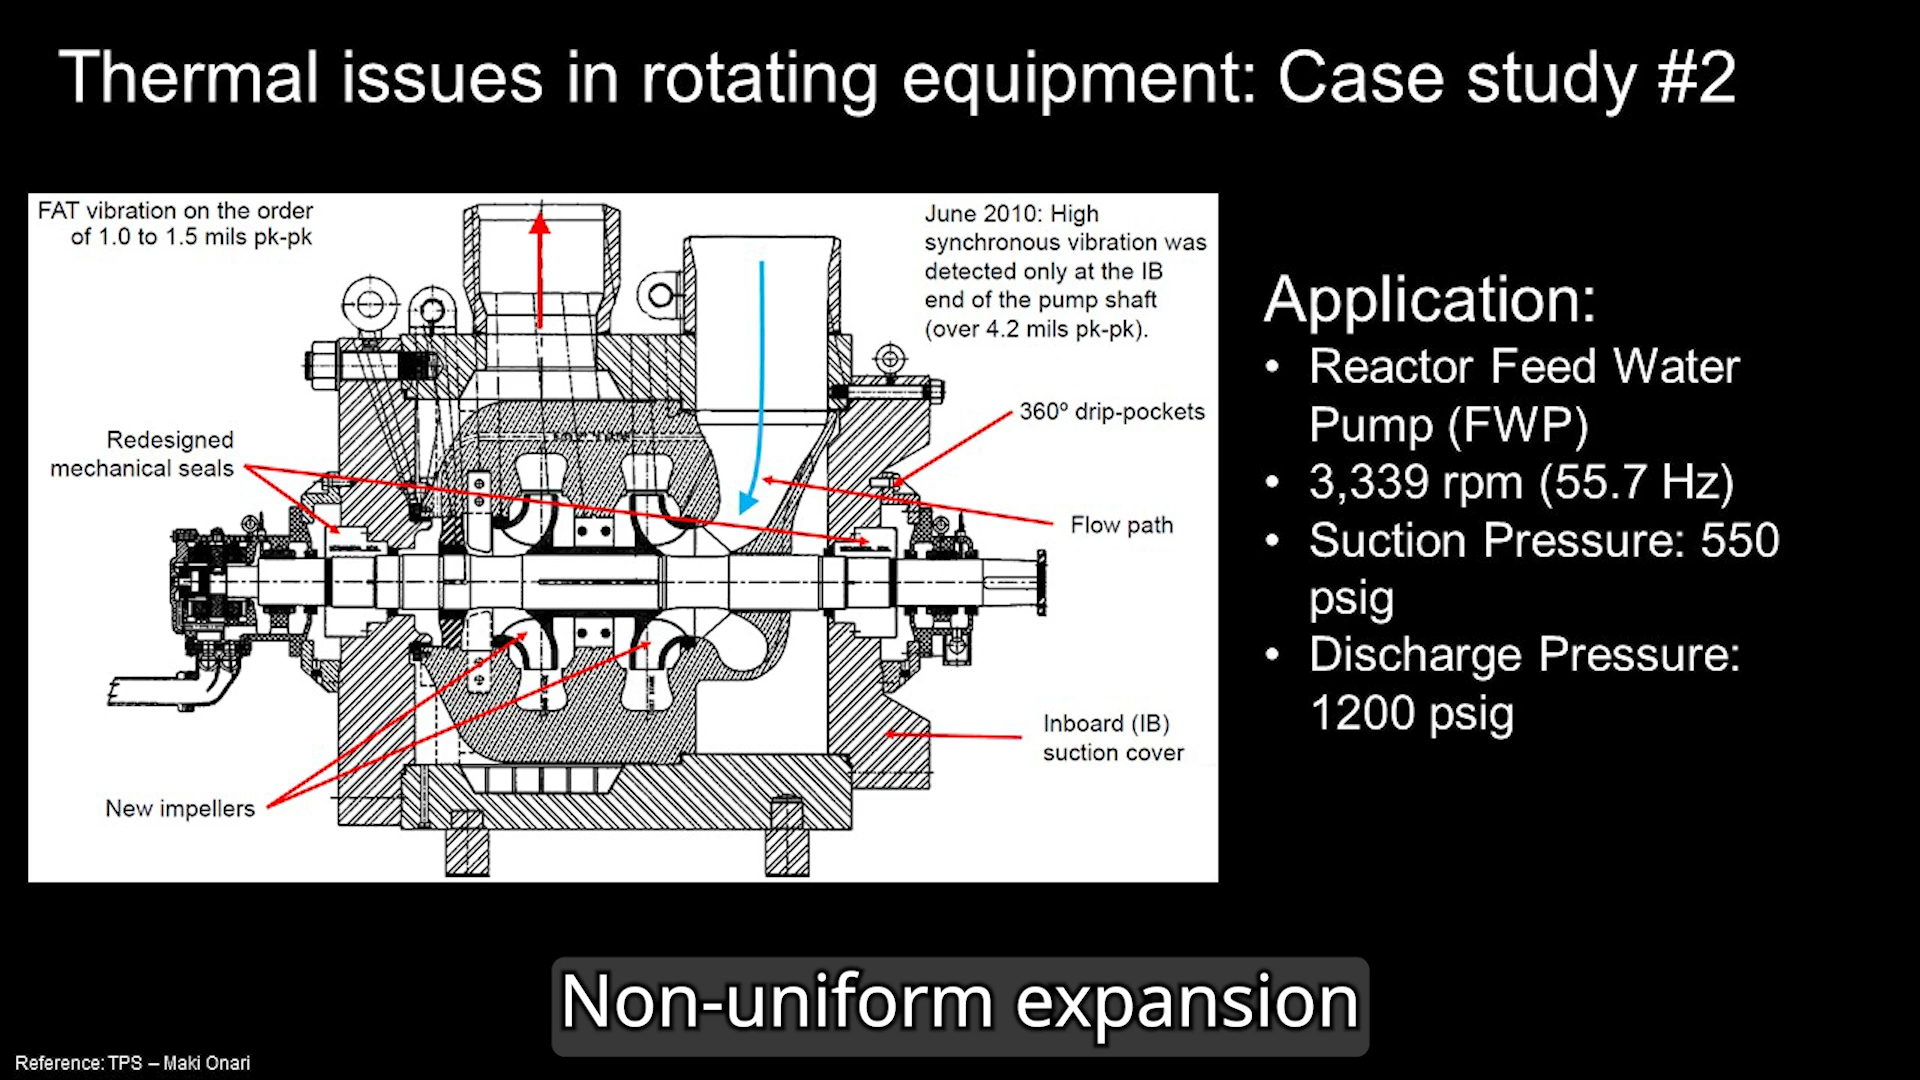 Thermal issues in rotating equipment: Case study #2
FAT vibration on the order
of 1.0 to 1.5 mils pk-pk
June 2010: High
synchronous vibration was
detected only at the IB
end of the pump shaft
(over 4.2 mils pk-pk).
360º drip-pockets
Redesigned
mechanical seals
Flow path
Inboard (IB)
suction cover
New impellers
Application:
• Reactor Feed Water
Pump (FWP)
• 3,339 rpm (55.7 Hz)
• Suction Pressure: 550
psig
• Discharge Pressure:
1200 psig
Non-uniform expansion
Reference: TPS – Maki Onari